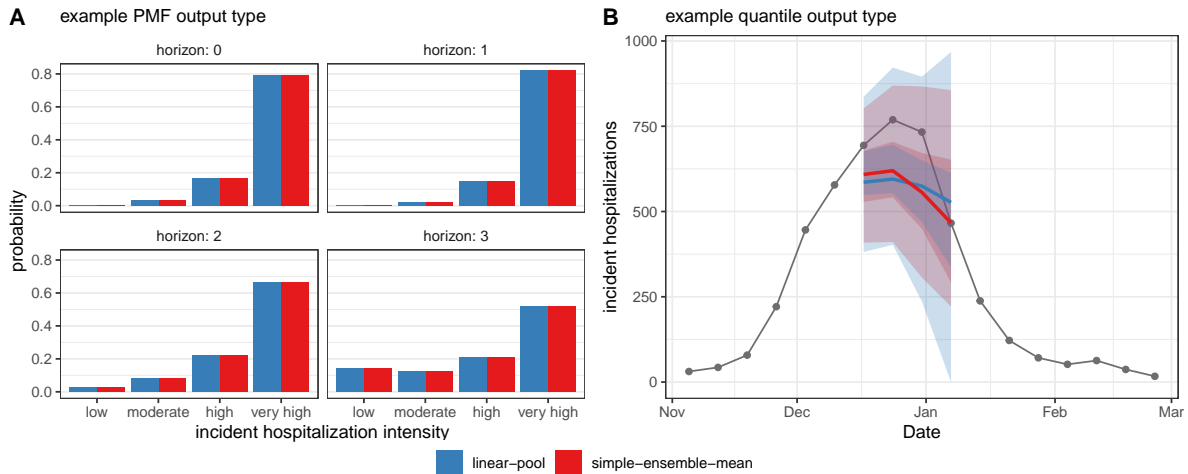 A example PMF output type
horizon: 0
horizon: 1
0.8
0.6
0.4
0.2
0.0
horizon: 2
horizon: 3
0.8
0.6
0.4
0.2
0.0
probability
low moderate high very high
low moderate high very high
incident hospitalization intensity
B example quantile output type
1000
750
500
250
0
incident hospitalizations
Nov Dec Jan Feb Mar
Date
linear−pool simple−ensemble−mean